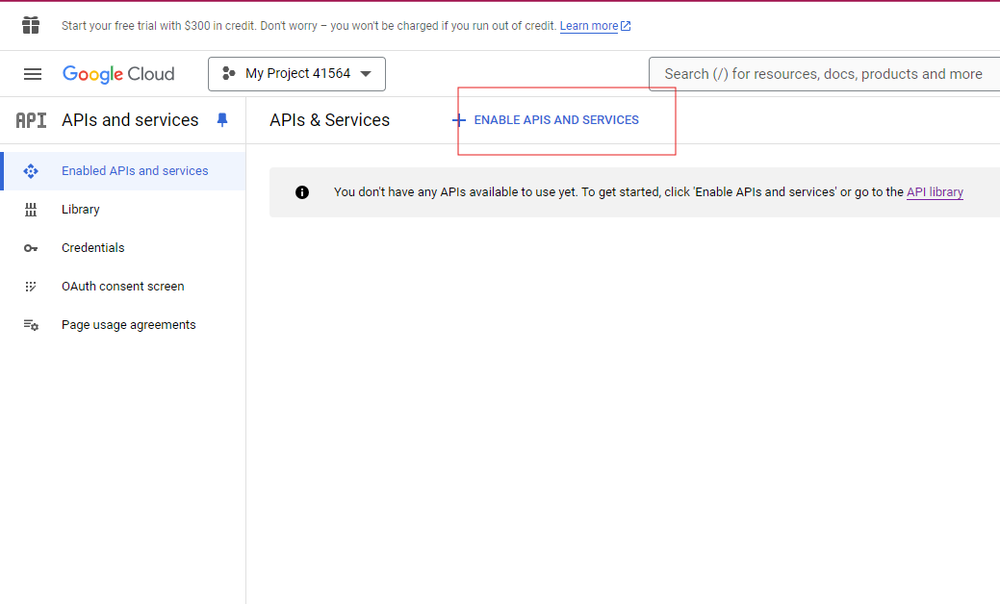 Start your free trial with $300 in credit. Don't worry – you won't be charged if you run out of credit. Learn more
Google Cloud
My Project 41564
Search (/) for resources, docs, products and more
API
APIs and services
APIs & Services
ENABLE APIS AND SERVICES
Enabled APIs and services
You don't have any APIs available to use yet. To get started, click 'Enable APIs and services' or go to the API library
Library
Credentials
OAuth consent screen
Page usage agreements